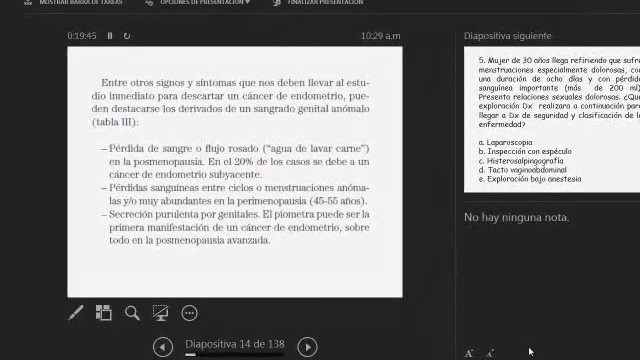 MOSTRAR BARRA DE TAREAS
OPCIONES DE PRESENTACIÓN ▾
FINALIZAR PRESENTACIÓN
0:19:45
10:29 a.m
Entre otros signos y síntomas que nos deben llevar al estu-
dio inmediato para descartar un cáncer de endometrio, pue-
den destacarse los derivados de un sangrado genital anómalo
(tabla III):
– Pérdida de sangre o flujo rosado (“agua de lavar carne”)
en la posmenopausia. En el 20% de los casos se debe a un
cáncer de endometrio subyacente.
– Pérdidas sanguíneas entre ciclos o menstruaciones anóma-
las y/o muy abundantes en la perimenopausia (45-55 años).
– Secreción purulenta por genitales. El piometra puede ser la
primera manifestación de un cáncer de endometrio, sobre
todo en la posmenopausia avanzada.
Diapositiva 14 de 138
Diapositiva siguiente
5. Mujer de 30 años llega refiriendo que sufre
menstruaciones especialmente dolorosas, con
una duración de ocho días y con pérdida
sanguínea importante (más de 200 ml)
Presenta relaciones sexuales dolorosas. ¿Qué
exploración Dx realizara a continuación para
llegar a Dx de seguridad y clasificación de la
enfermedad?
a. Laparoscopia
b. Inspección con espéculo
c. Histerosalpingografía
d. Tacto vaginoabdominal
e. Exploración bajo anestesia
No hay ninguna nota.
A A